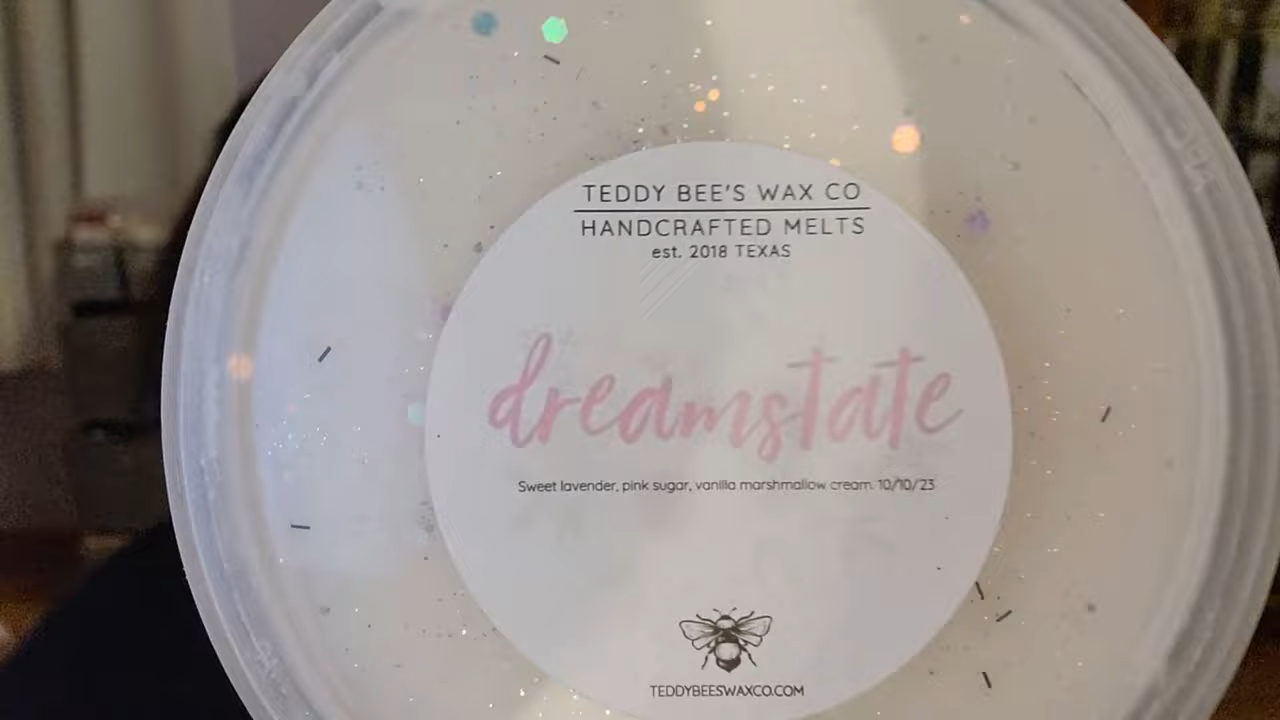 TEDDY BEE'S WAX CO
HANDCRAFTED MELTS
est. 2018 TEXAS
dreamstate
Sweet lavender, pink sugar, vanilla marshmallow cream. 10/10/23
TEDDYBEESWAXCO.COM